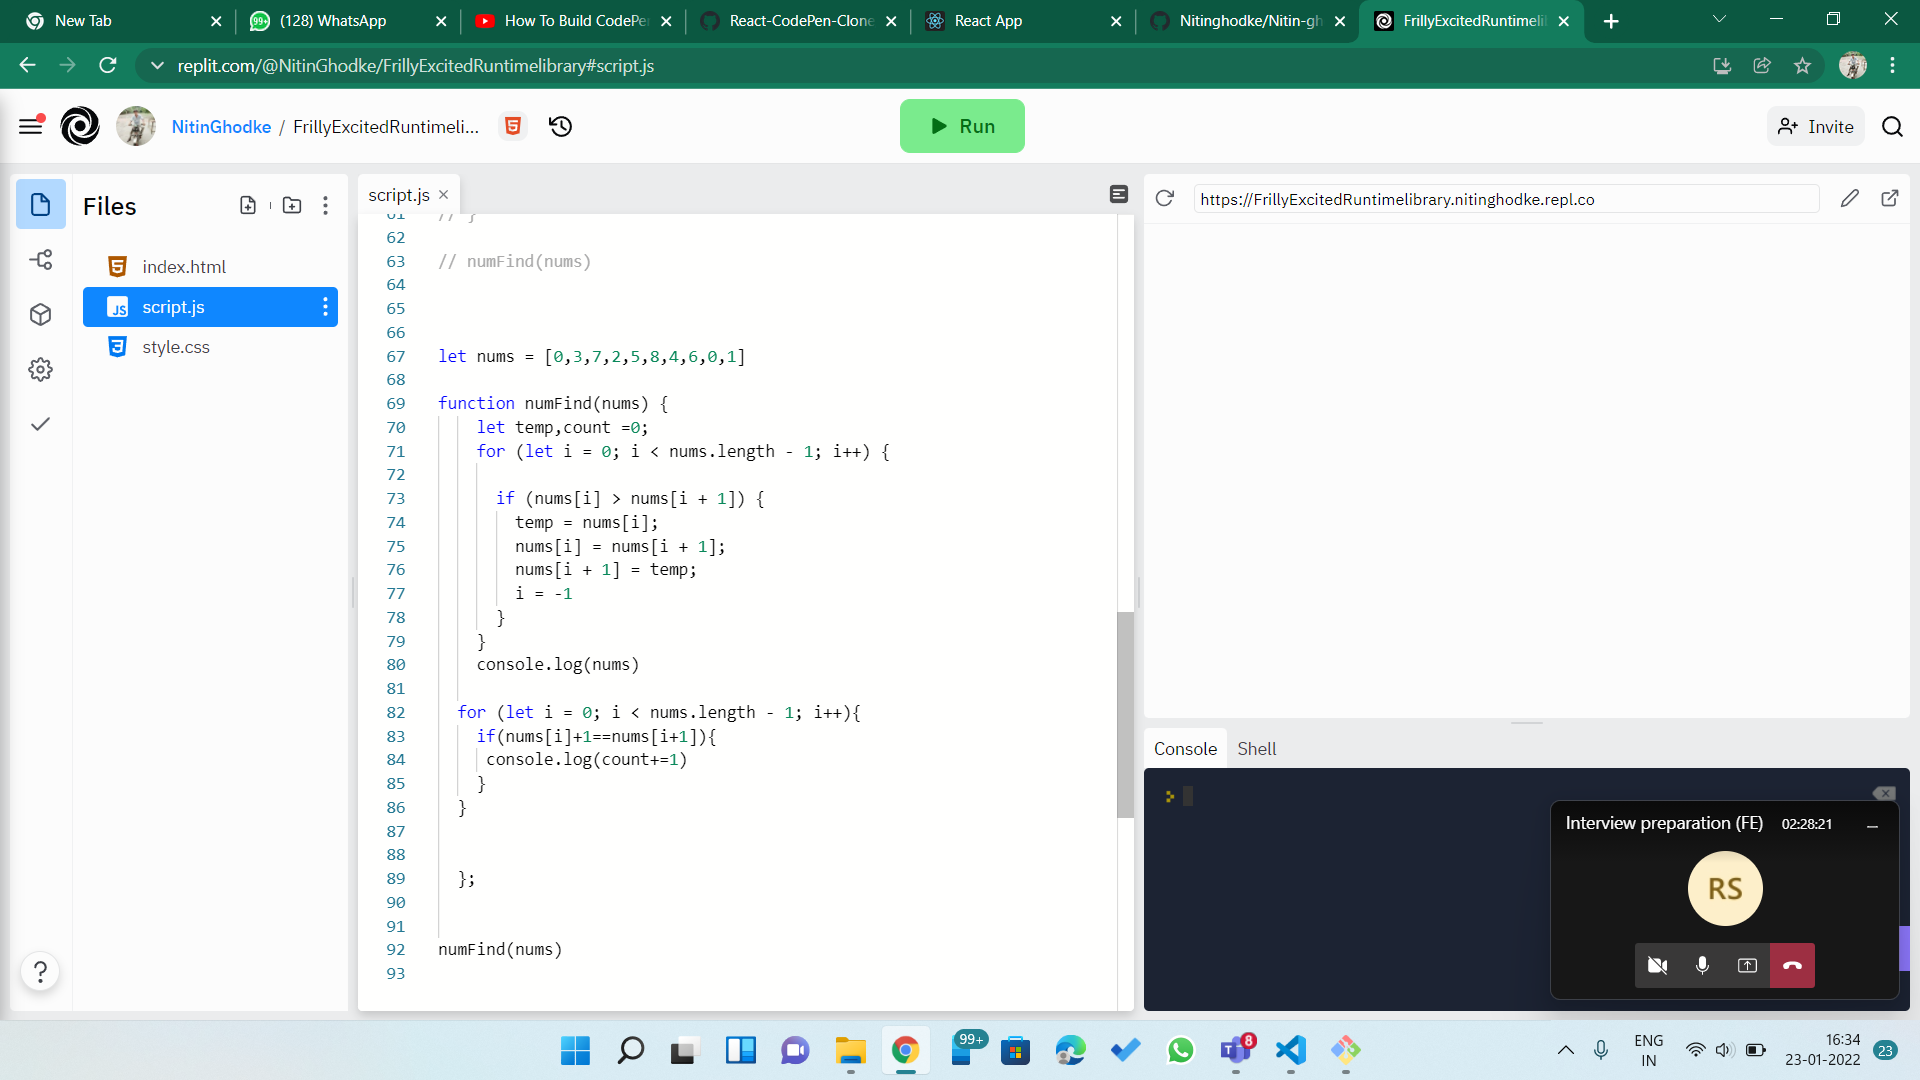 New Tab
99+ (128) WhatsApp
How To Build CodePe
React-CodePen-Clone
React App
Nitinghodke/Nitin-gh
FrillyExcitedRuntimelil
replit.com/@NitinGhodke/FrillyExcitedRuntimelibrary#script.js
NitinGhodke / FrillyExcitedRuntimeli...
Run
Invite
Files
index.html
JS script.js
style.css
script.js
61 // }
62
63 // numFind(nums)
64
65
66
67 let nums = [0,3,7,2,5,8,4,6,0,1]
68
69 function numFind(nums) {
70 let temp,count =0;
71 for (let i = 0; i < nums.length - 1; i++) {
72
73 if (nums[i] > nums[i + 1]) {
74 temp = nums[i];
75 nums[i] = nums[i + 1];
76 nums[i + 1] = temp;
77 i = -1
78 }
79 }
80 console.log(nums)
81
82 for (let i = 0; i < nums.length - 1; i++){
83 if(nums[i]+1==nums[i+1]){
84 console.log(count+=1)
85 }
86 }
87
88
89 };
90
91
92 numFind(nums)
93
https://FrillyExcitedRuntimelibrary.nitinghodke.repl.co
Console Shell
Interview preparation (FE) 02:28:21
RS
?
99+
8
ENG
IN
16:34
23-01-2022
23